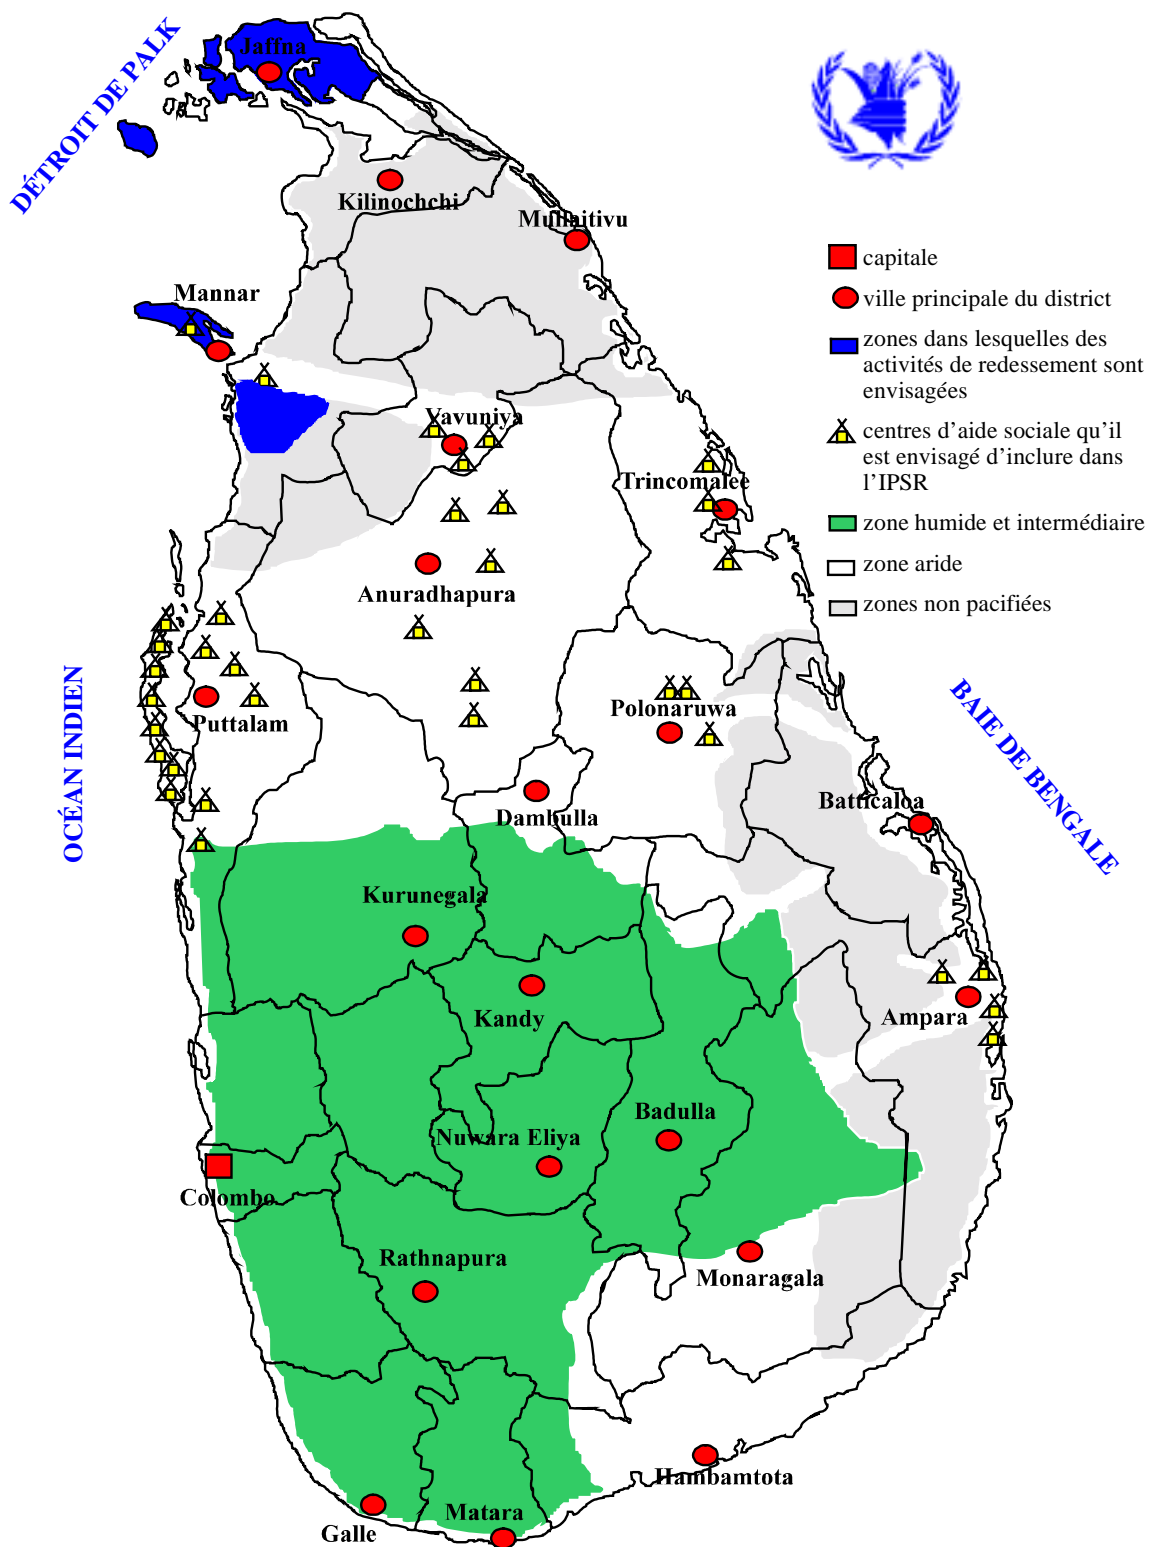 Jaffna
DÉTROIT DE PALK
Kilinochchi
Mullaitivu
capitale
Mannar
ville principale du district
zones dans lesquelles des
activités de redessement sont
envisagées
Vavuniya
centres d'aide sociale qu'il
est envisagé d'inclure dans
l'IPSR
Trincomalee
zone humide et intermédiaire
zone aride
Anuradhapura
zones non pacifiées
OCÉAN INDIEN
Puttalam
Polonaruwa
BAIE DE BENGALE
Dambulla
Batticaloa
Kurunegala
Kandy
Ampara
Badulla
Nuwara Eliya
Colombo
Rathnapura
Monaragala
Hambamtota
Matara
Galle